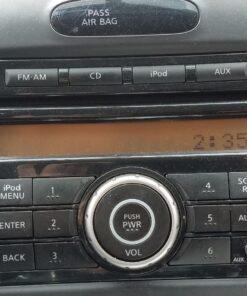 PASS
AIR BAG
FM·AM CD iPod AUX
2:35
iPod
MENU 1 4
PUSH
PWR
VOL
ENTER 2 5
BACK 3 6
AUX